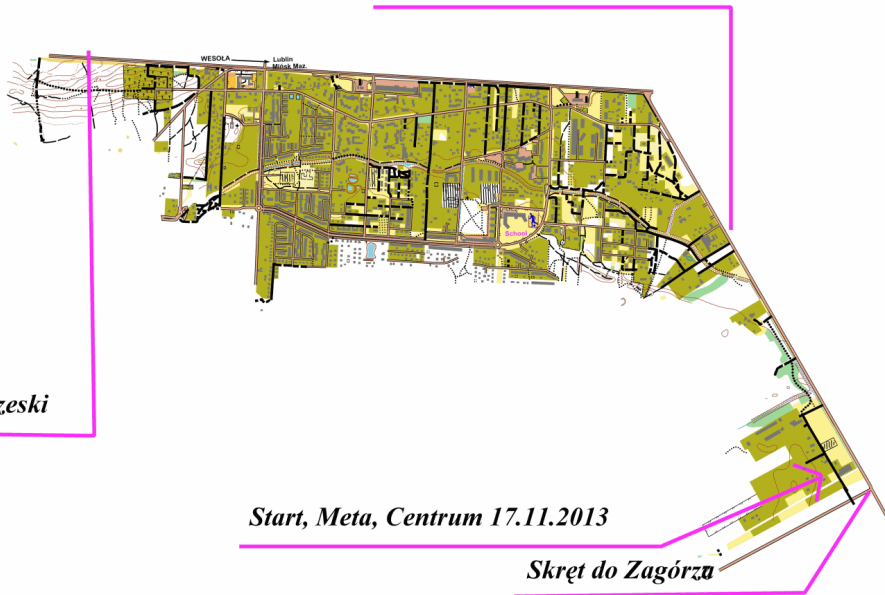 WESOŁA
Lublin
Mińsk Maz.
School
zeski
Start, Meta, Centrum 17.11.2013
Skręt do Zagórza